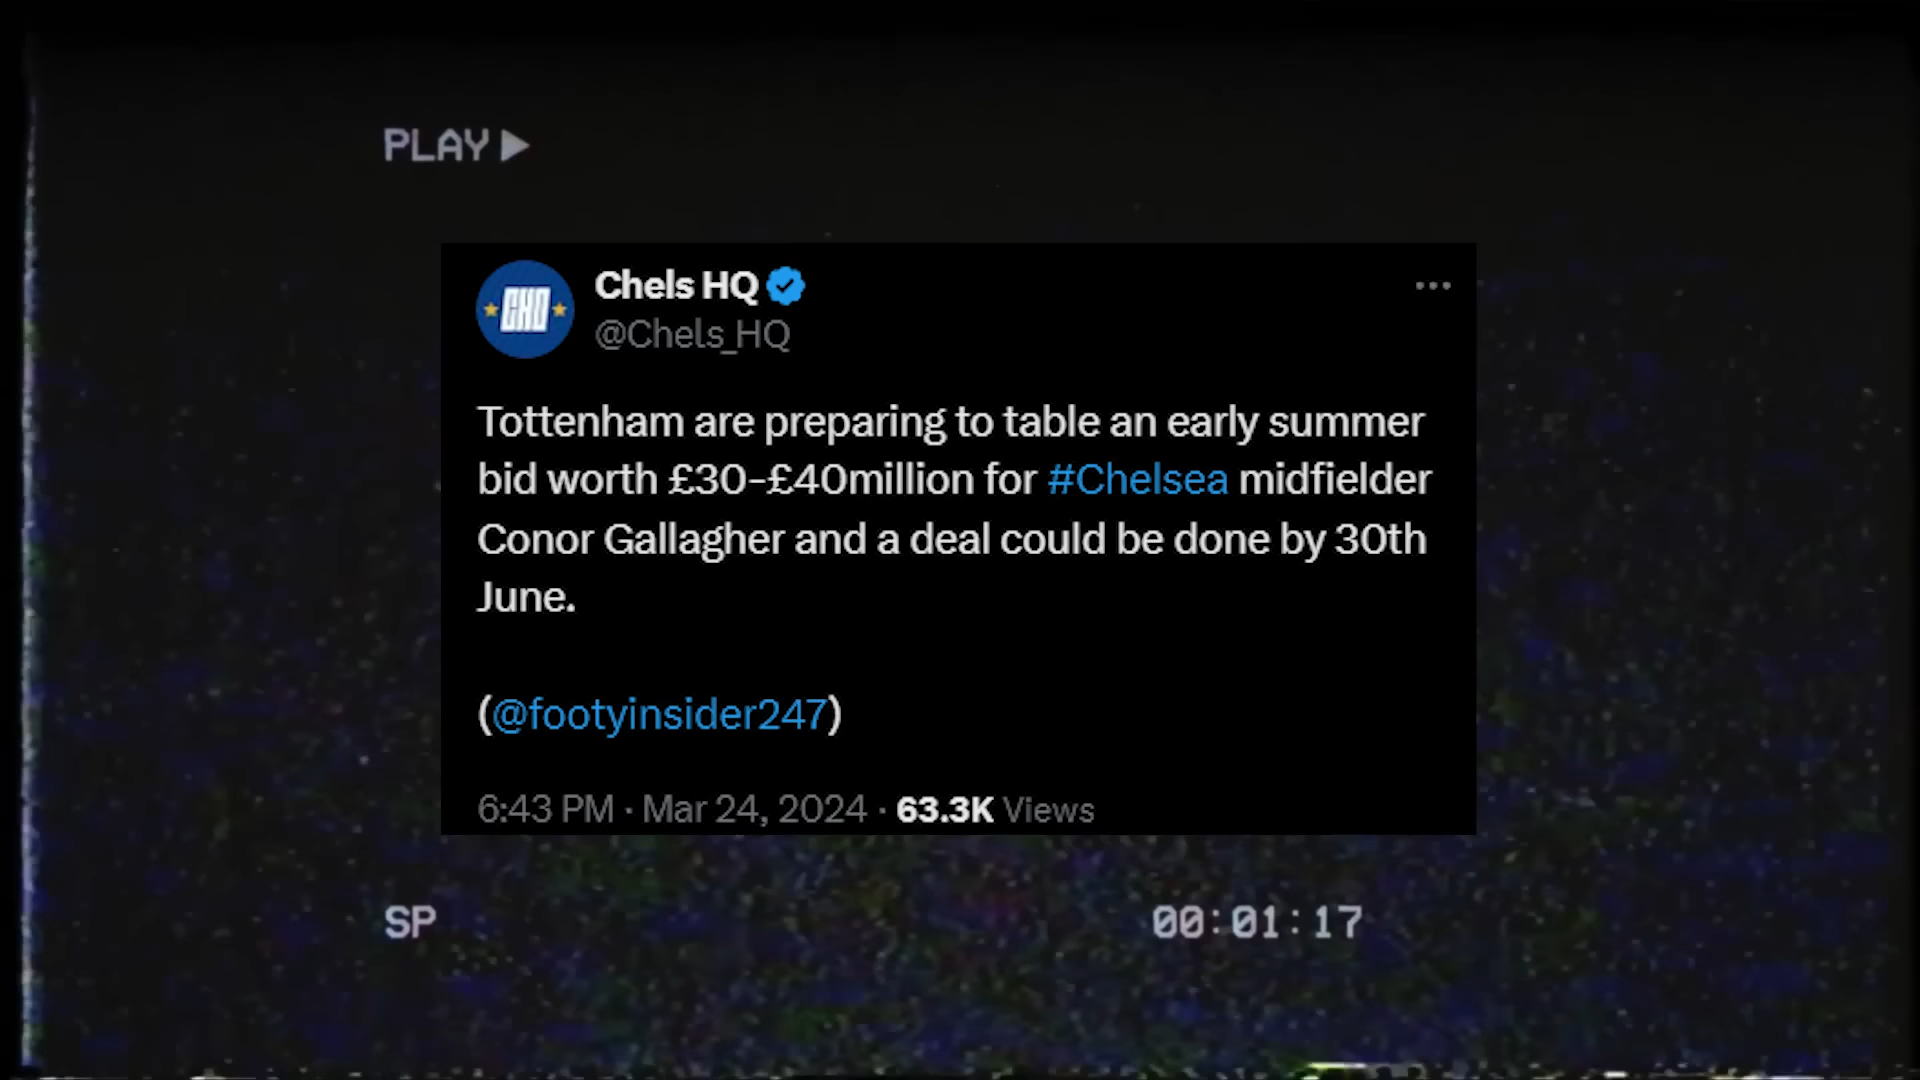 PLAY
CHQ
Chels HQ
@Chels_HQ
Tottenham are preparing to table an early summer
bid worth £30-£40million for #Chelsea midfielder
Conor Gallagher and a deal could be done by 30th
June.
(@footyinsider247)
6:43 PM · Mar 24, 2024 · 63.3K Views
SP
00:01:17